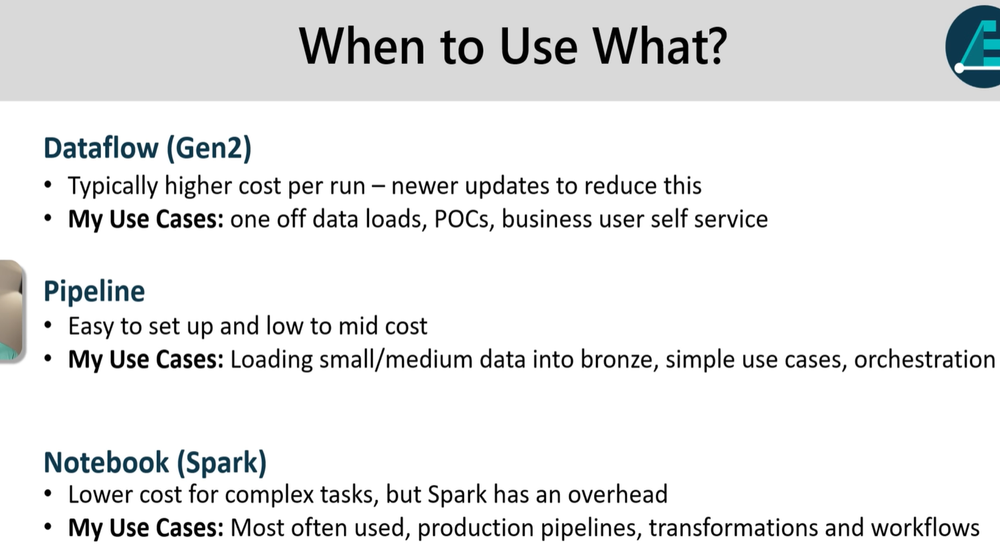 When to Use What?
Dataflow (Gen2)
• Typically higher cost per run – newer updates to reduce this
• My Use Cases: one off data loads, POCs, business user self service
Pipeline
• Easy to set up and low to mid cost
• My Use Cases: Loading small/medium data into bronze, simple use cases, orchestration
Notebook (Spark)
• Lower cost for complex tasks, but Spark has an overhead
• My Use Cases: Most often used, production pipelines, transformations and workflows